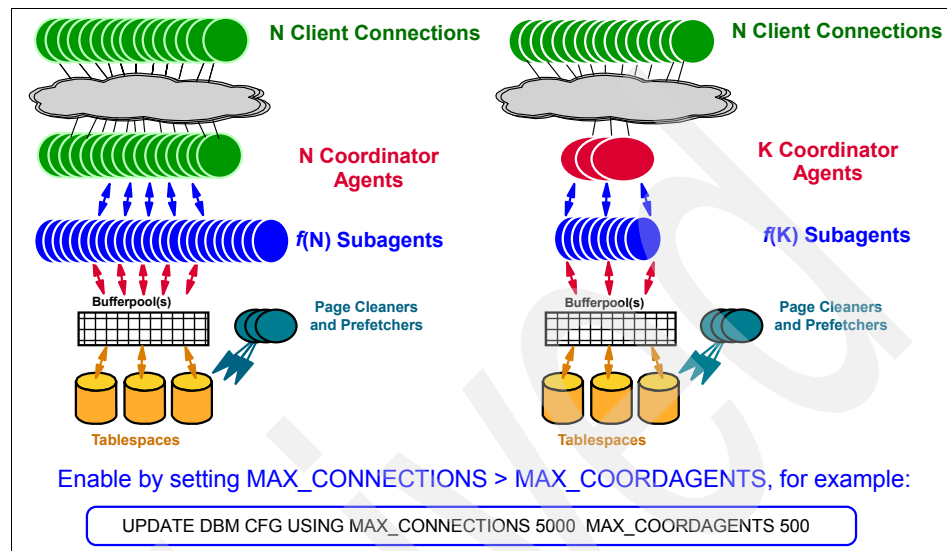 N Client Connections
N Client Connections
N Coordinator
Agents
K Coordinator
Agents
f(N) Subagents
f(K) Subagents
Bufferpool(s)
Page Cleaners
and Prefetchers
Bufferpool(s)
Page Cleaners
and Prefetchers
Tablespaces
Tablespaces
Enable by setting MAX_CONNECTIONS > MAX_COORDAGENTS, for example:
UPDATE DBM CFG USING MAX_CONNECTIONS 5000 MAX_COORDAGENTS 500